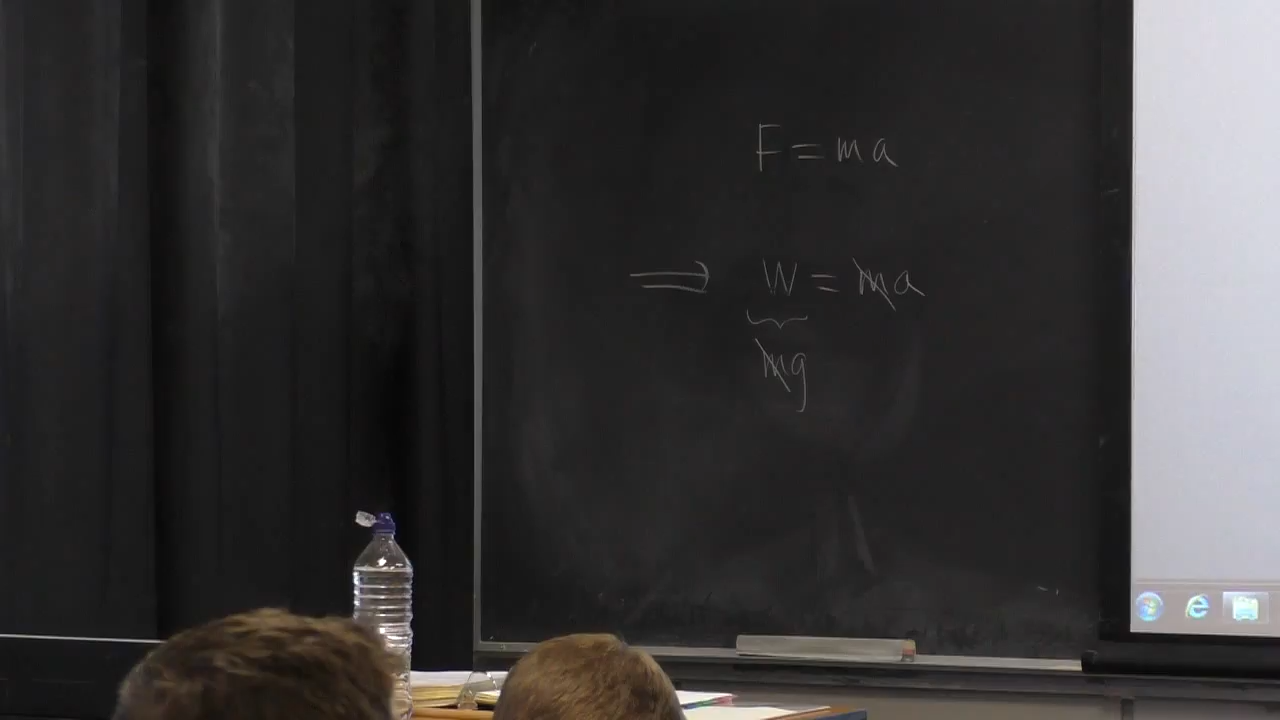 F = ma
⟹ W = ma
mg